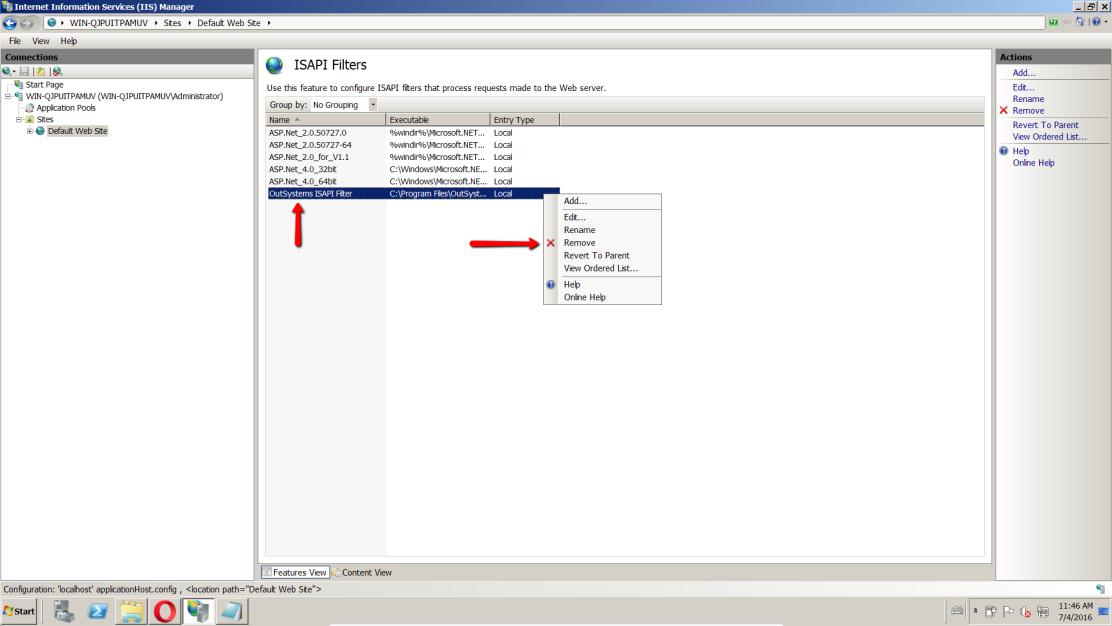 Internet Information Services (IIS) Manager
WIN-QJPUITPAMUV Sites Default Web Site
File View Help
Connections
Start Page
WIN-QJPUITPAMUV (WIN-QJPUITPAMUV\Administrator)
Application Pools
Sites
Default Web Site
ISAPI Filters
Use this feature to configure ISAPI filters that process requests made to the Web server.
Group by: No Grouping
Name Executable Entry Type
ASP.Net_2.0.50727.0 %windir%\Microsoft.NET... Local
ASP.Net_2.0.50727-64 %windir%\Microsoft.NET... Local
ASP.Net_2.0_for_V1.1 %windir%\Microsoft.NET... Local
ASP.Net_4.0_32bit C:\Windows\Microsoft.NE... Local
ASP.Net_4.0_64bit C:\Windows\Microsoft.NE... Local
OutSystems ISAPI Filter C:\Program Files\OutSyst... Local
Add...
Edit...
Rename
Remove
Revert To Parent
View Ordered List...
Help
Online Help
Features View Content View
Actions
Add...
Edit...
Rename
Remove
Revert To Parent
View Ordered List...
Help
Online Help
Configuration: 'localhost' applicationHost.config , <location path="Default Web Site">
Start
11:46 AM
7/4/2016